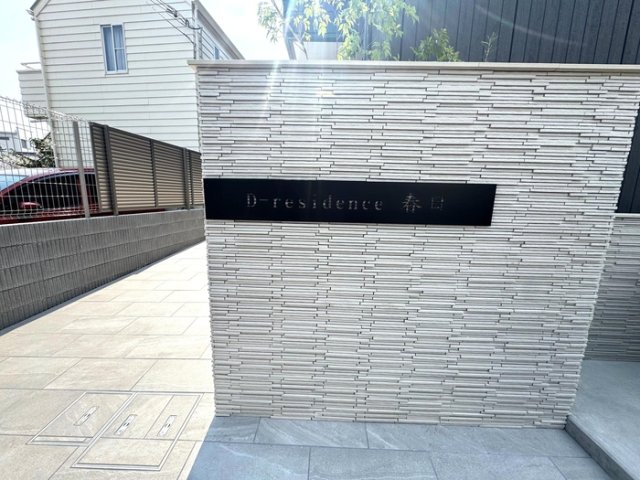 D-residence 春日